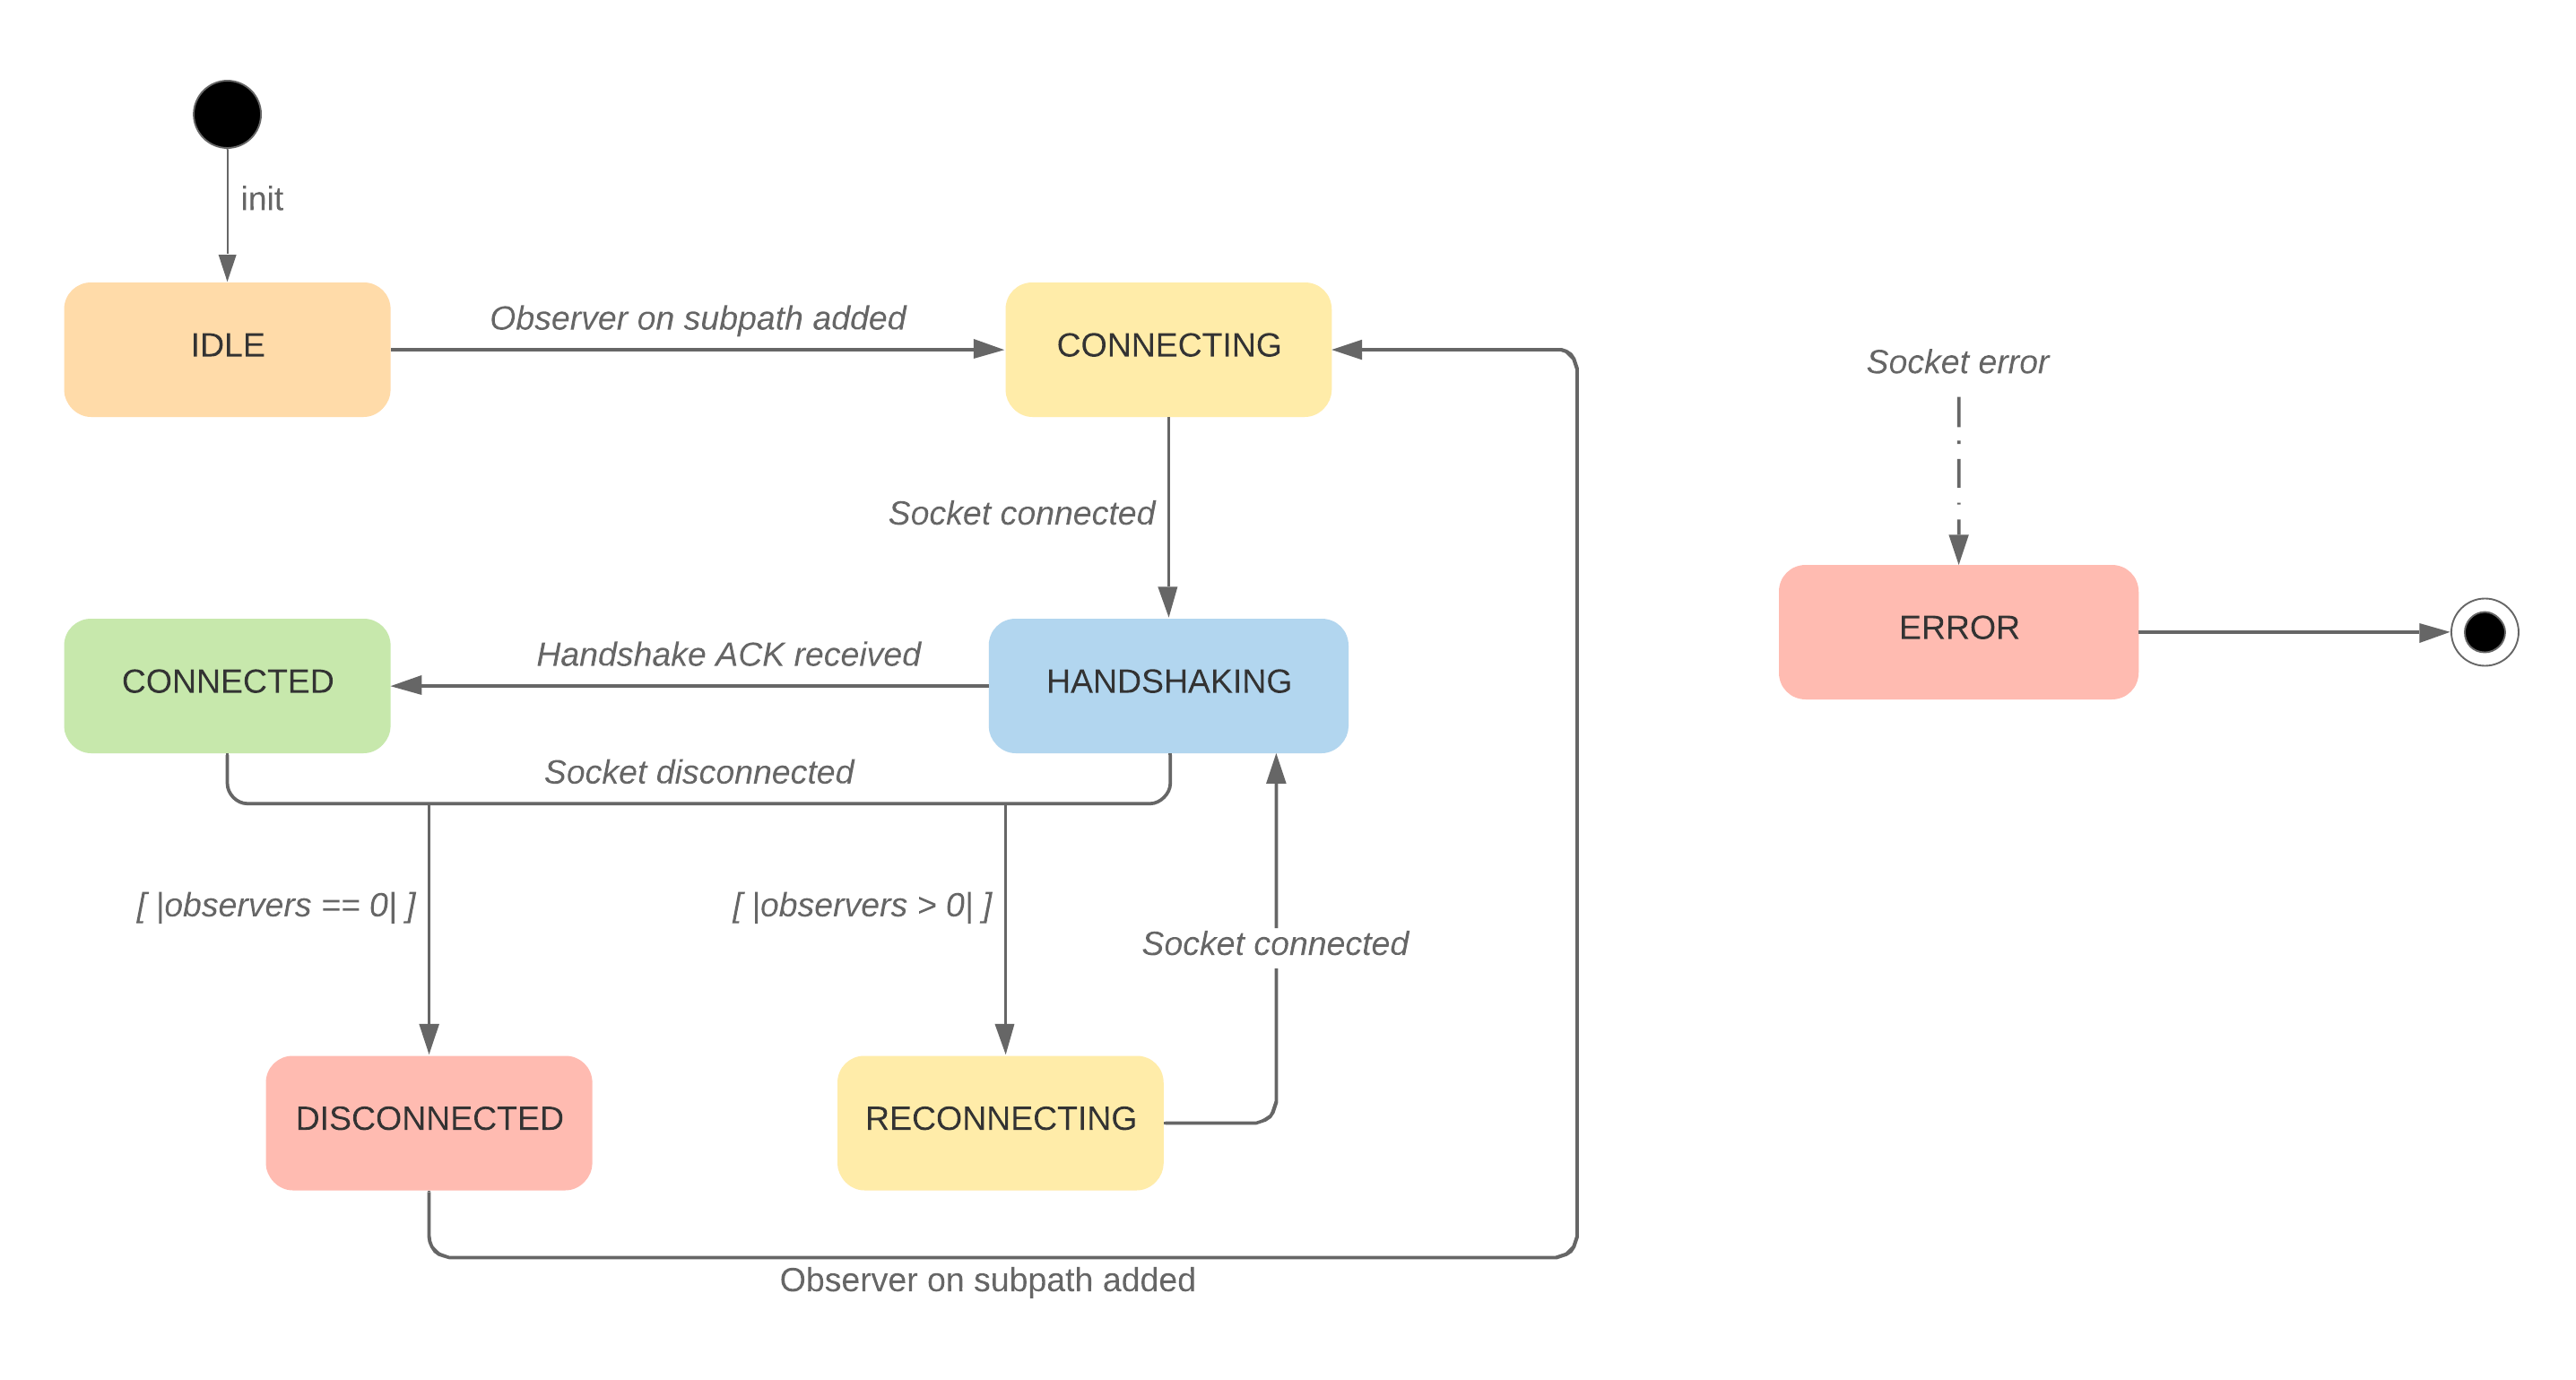 init
IDLE
Observer on subpath added
CONNECTING
Socket error
Socket connected
ERROR
CONNECTED
Handshake ACK received
HANDSHAKING
Socket disconnected
[ |observers == 0| ]
[ |observers > 0| ]
Socket connected
DISCONNECTED
RECONNECTING
Observer on subpath added